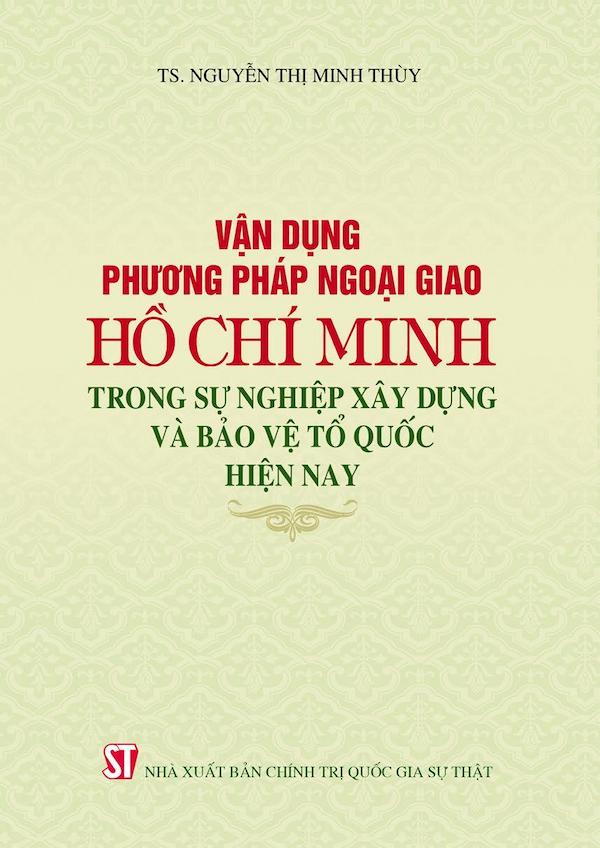 TS. NGUYỄN THỊ MINH THÙY
VẬN DỤNG
PHƯƠNG PHÁP NGOẠI GIAO
HỒ CHÍ MINH
TRONG SỰ NGHIỆP XÂY DỰNG
VÀ BẢO VỆ TỔ QUỐC
HIỆN NAY
ST NHÀ XUẤT BẢN CHÍNH TRỊ QUỐC GIA SỰ THẬT